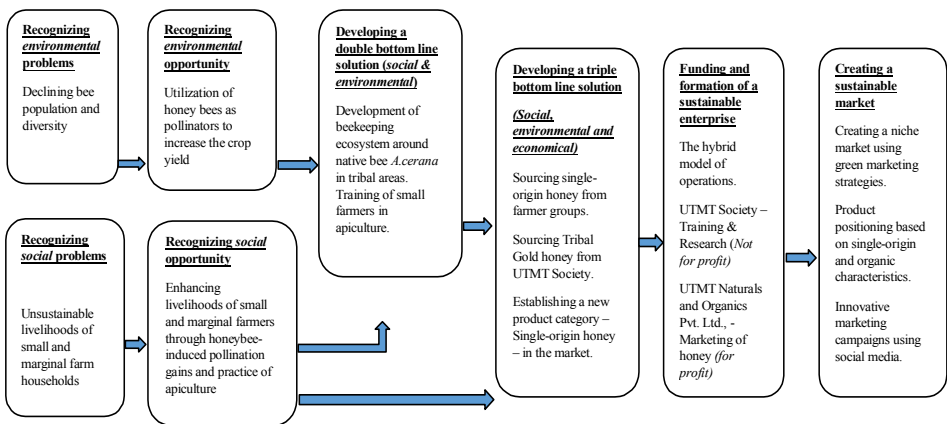 Recognizing
environmental
problems
Declining bee
population and
diversity
Recognizing
environmental
opportunity
Utilization of
honey bees as
pollinators to
increase the crop
yield
Developing a
double bottom line
solution (social &
environmental)
Development of
beekeeping
ecosystem around
native bee A.cerana
in tribal areas.
Training of small
farmers in
apiculture.
Recognizing
social problems
Unsustainable
livelihoods of
small and
marginal farm
households
Recognizing social
opportunity
Enhancing
livelihoods of small
and marginal farmers
through honeybee-
induced pollination
gains and practice of
apiculture
Developing a triple
bottom line solution
(Social,
environmental and
economical)
Sourcing single-
origin honey from
farmer groups.
Sourcing Tribal
Gold honey from
UTMT Society.
Establishing a new
product category –
Single-origin honey
– in the market.
Funding and
formation of a
sustainable
enterprise
The hybrid
model of
operations.
UTMT Society –
Training &
Research (Not
for profit)
UTMT Naturals
and Organics
Pvt. Ltd., -
Marketing of
honey (for
profit)
Creating a
sustainable
market
Creating a niche
market using
green marketing
strategies.
Product
positioning based
on single-origin
and organic
characteristics.
Innovative
marketing
campaigns using
social media.